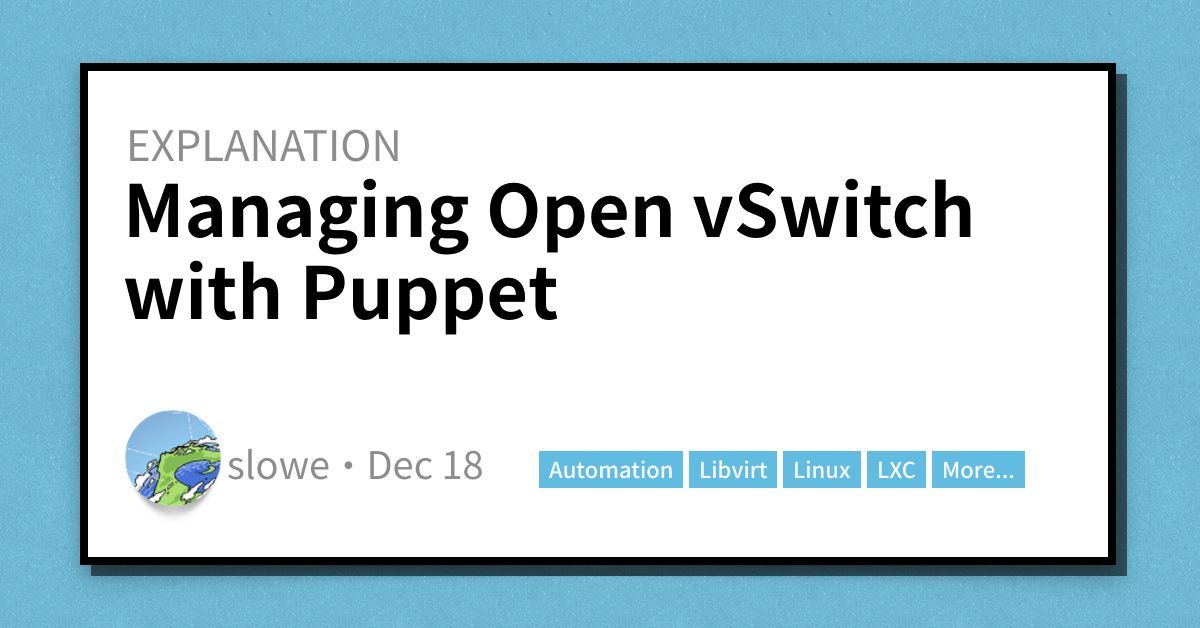 EXPLANATION
Managing Open vSwitch
with Puppet
slowe • Dec 18
Automation Libvirt Linux LXC More...